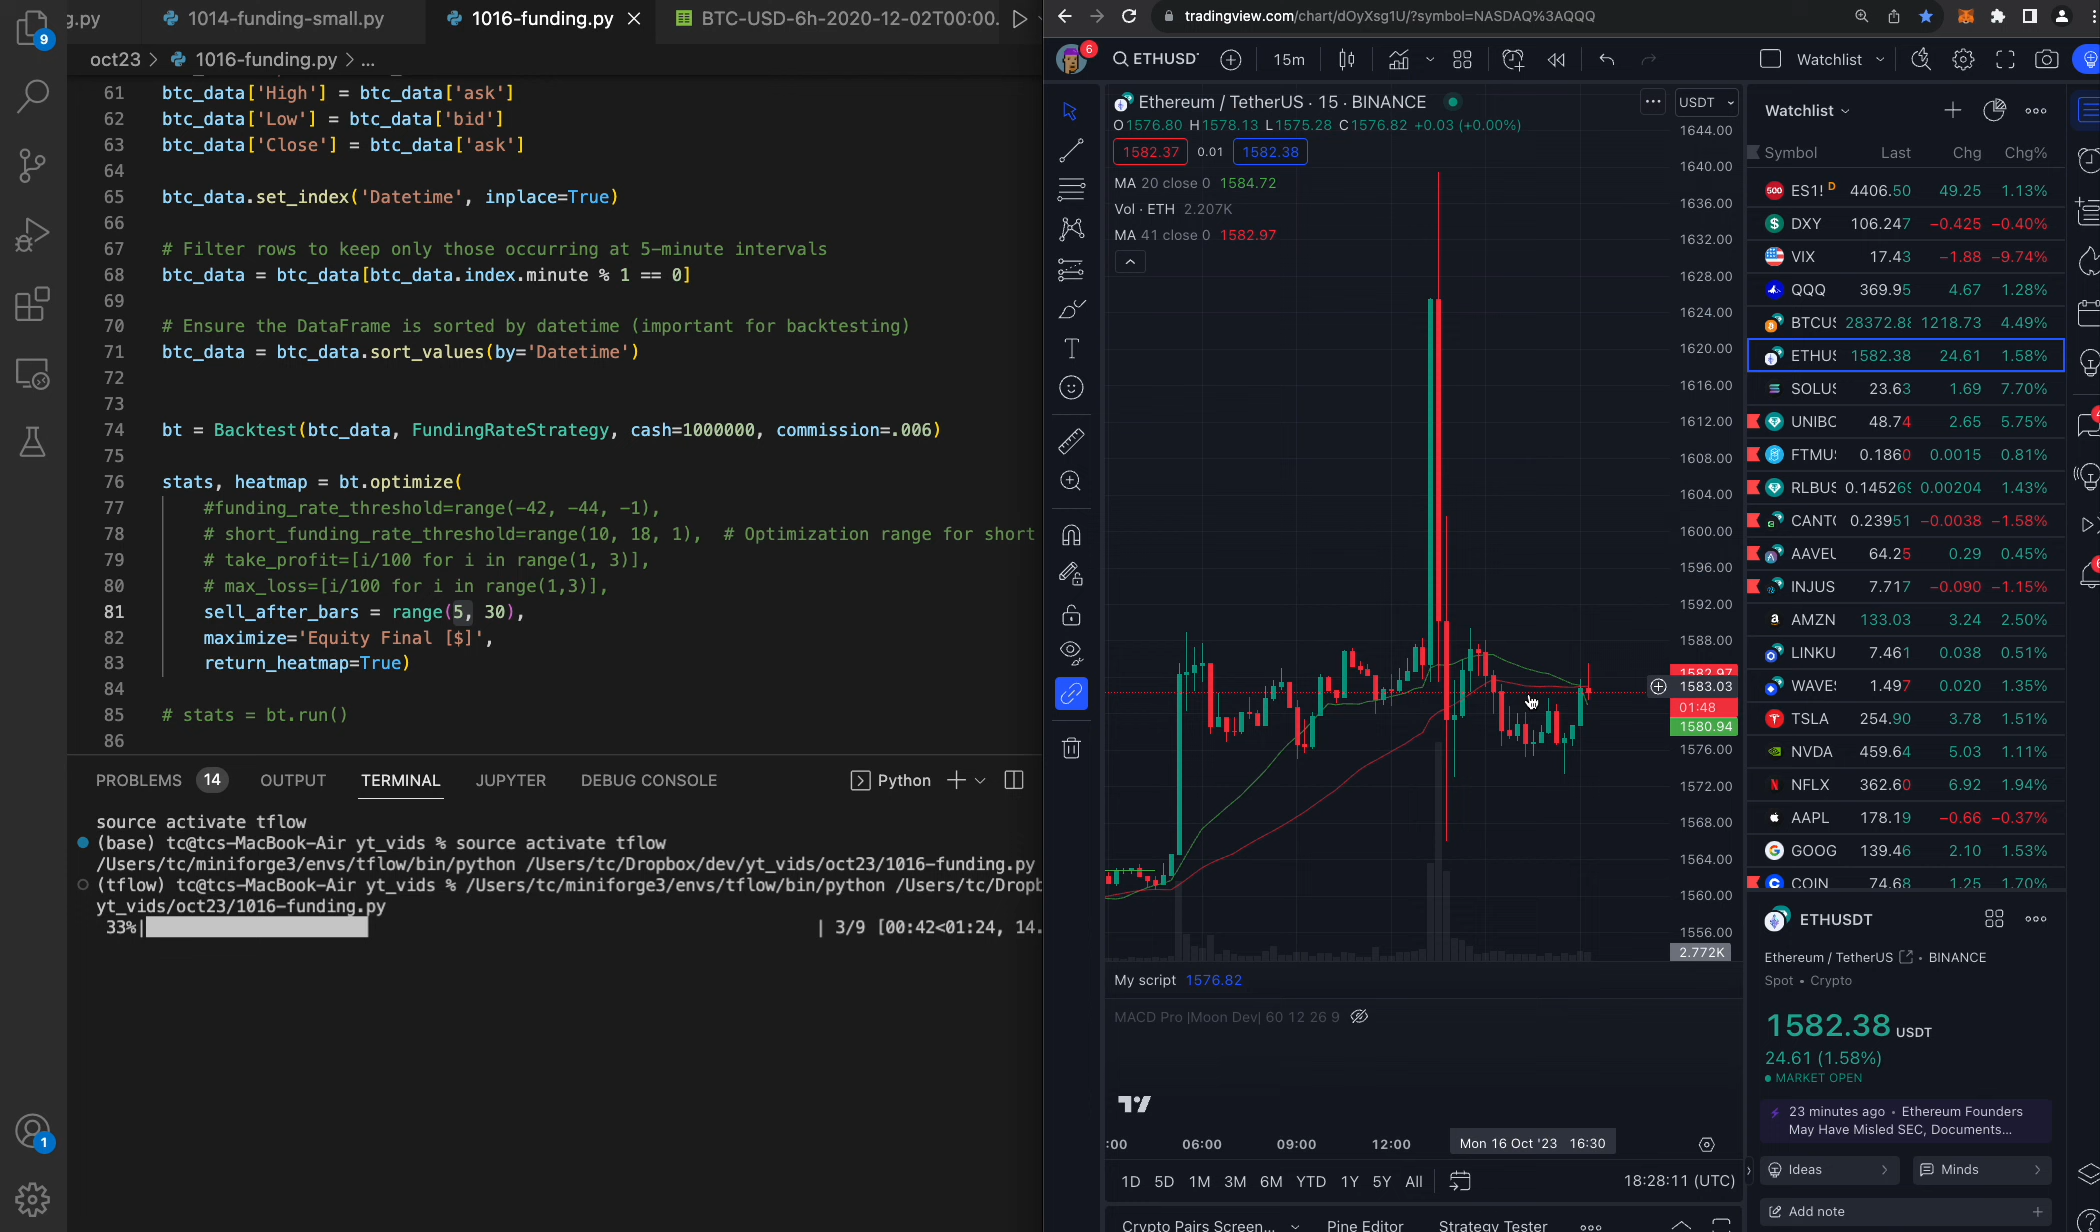 g.py
1014-funding-small.py
1016-funding.py
BTC-USD-6h-2020-12-02T00:00.
9
oct23 > 1016-funding.py > ...
61 btc_data['High'] = btc_data['ask']
62 btc_data['Low'] = btc_data['bid']
63 btc_data['Close'] = btc_data['ask']
64
65 btc_data.set_index('Datetime', inplace=True)
66
67 # Filter rows to keep only those occurring at 5-minute intervals
68 btc_data = btc_data[btc_data.index.minute % 1 == 0]
69
70 # Ensure the DataFrame is sorted by datetime (important for backtesting)
71 btc_data = btc_data.sort_values(by='Datetime')
72
73
74 bt = Backtest(btc_data, FundingRateStrategy, cash=1000000, commission=.006)
75
76 stats, heatmap = bt.optimize(
77 #funding_rate_threshold=range(-42, -44, -1),
78 # short_funding_rate_threshold=range(10, 18, 1), # Optimization range for short
79 # take_profit=[i/100 for i in range(1, 3)],
80 # max_loss=[i/100 for i in range(1,3)],
81 sell_after_bars = range(5, 30),
82 maximize='Equity Final [$]',
83 return_heatmap=True)
84
85 # stats = bt.run()
86
PROBLEMS 14 OUTPUT TERMINAL JUPYTER DEBUG CONSOLE Python
source activate tflow
(base) tc@tcs-MacBook-Air yt_vids % source activate tflow
/Users/tc/miniforge3/envs/tflow/bin/python /Users/tc/Dropbox/dev/yt_vids/oct23/1016-funding.py
(tflow) tc@tcs-MacBook-Air yt_vids % /Users/tc/miniforge3/envs/tflow/bin/python /Users/tc/Dropb
yt_vids/oct23/1016-funding.py
33%| | 3/9 [00:42<01:24, 14.
1
tradingview.com/chart/dOyXsg1U/?symbol=NASDAQ%3AQQQ
6
ETHUSD
15m
Watchlist
Ethereum / TetherUS · 15 · BINANCE
O1576.80 H1578.13 L1575.28 C1576.82 +0.03 (+0.00%)
1582.37 0.01 1582.38
MA 20 close 0 1584.72
Vol · ETH 2.207K
MA 41 close 0 1582.97
USDT
1644.00
1640.00
1636.00
1632.00
1628.00
1624.00
1620.00
1616.00
1612.00
1608.00
1604.00
1600.00
1596.00
1592.00
1588.00
1582.97
1583.03
01:48
1580.94
1576.00
1572.00
1568.00
1564.00
1560.00
1556.00
2.772K
My script 1576.82
MACD Pro |Moon Dev| 60 12 26 9
:00 06:00 09:00 12:00 Mon 16 Oct '23 16:30
1D 5D 1M 3M 6M YTD 1Y 5Y All
18:28:11 (UTC)
Crypto Pairs Screen... Pine Editor Strategy Tester
Watchlist
Symbol Last Chg Chg%
500 ES1! D 4406.50 49.25 1.13%
DXY 106.247 −0.425 −0.40%
VIX 17.43 −1.88 −9.74%
QQQ 369.95 4.67 1.28%
BTCUS 28372.88 1218.73 4.49%
ETHUS 1582.38 24.61 1.58%
SOLUS 23.63 1.69 7.70%
UNIBC 48.74 2.65 5.75%
FTMUS 0.1860 0.0015 0.81%
RLBUS 0.145269 0.00204 1.43%
CANTO 0.23951 −0.0038 −1.58%
AAVEU 64.25 0.29 0.45%
INJUS 7.717 −0.090 −1.15%
AMZN 133.03 3.24 2.50%
LINKU 7.461 0.038 0.51%
WAVES 1.497 0.020 1.35%
TSLA 254.90 3.78 1.51%
NVDA 459.64 5.03 1.11%
NFLX 362.60 6.92 1.94%
AAPL 178.19 −0.66 −0.37%
GOOG 139.46 2.10 1.53%
COIN 74.68 1.25 1.70%
ETHUSDT
Ethereum / TetherUS • BINANCE
Spot • Crypto
1582.38 USDT
24.61 (1.58%)
MARKET OPEN
23 minutes ago • Ethereum Founders
May Have Misled SEC, Documents...
Ideas
Minds
Add note